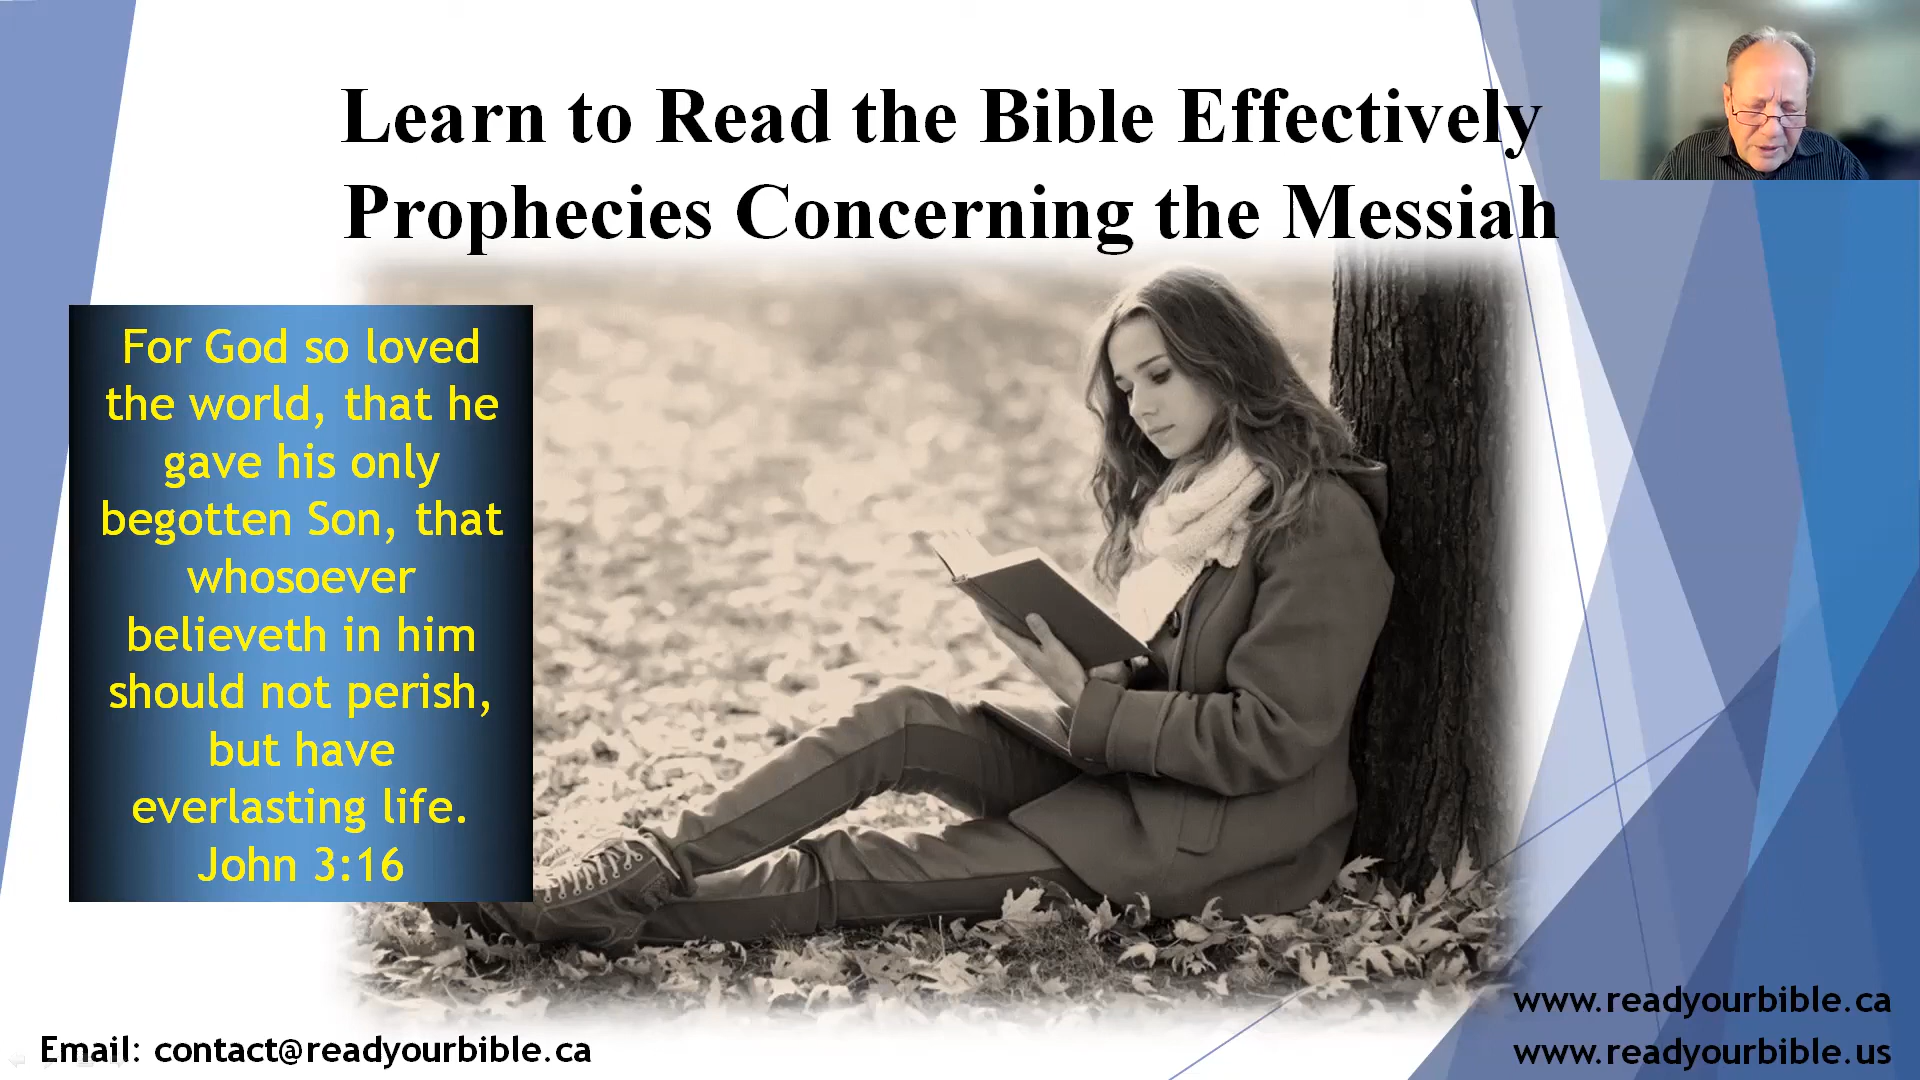 Learn to Read the Bible Effectively
Prophecies Concerning the Messiah
For God so loved
the world, that he
gave his only
begotten Son, that
whosoever
believeth in him
should not perish,
but have
everlasting life.
John 3:16
www.readyourbible.ca
Email: contact@readyourbible.ca
www.readyourbible.us